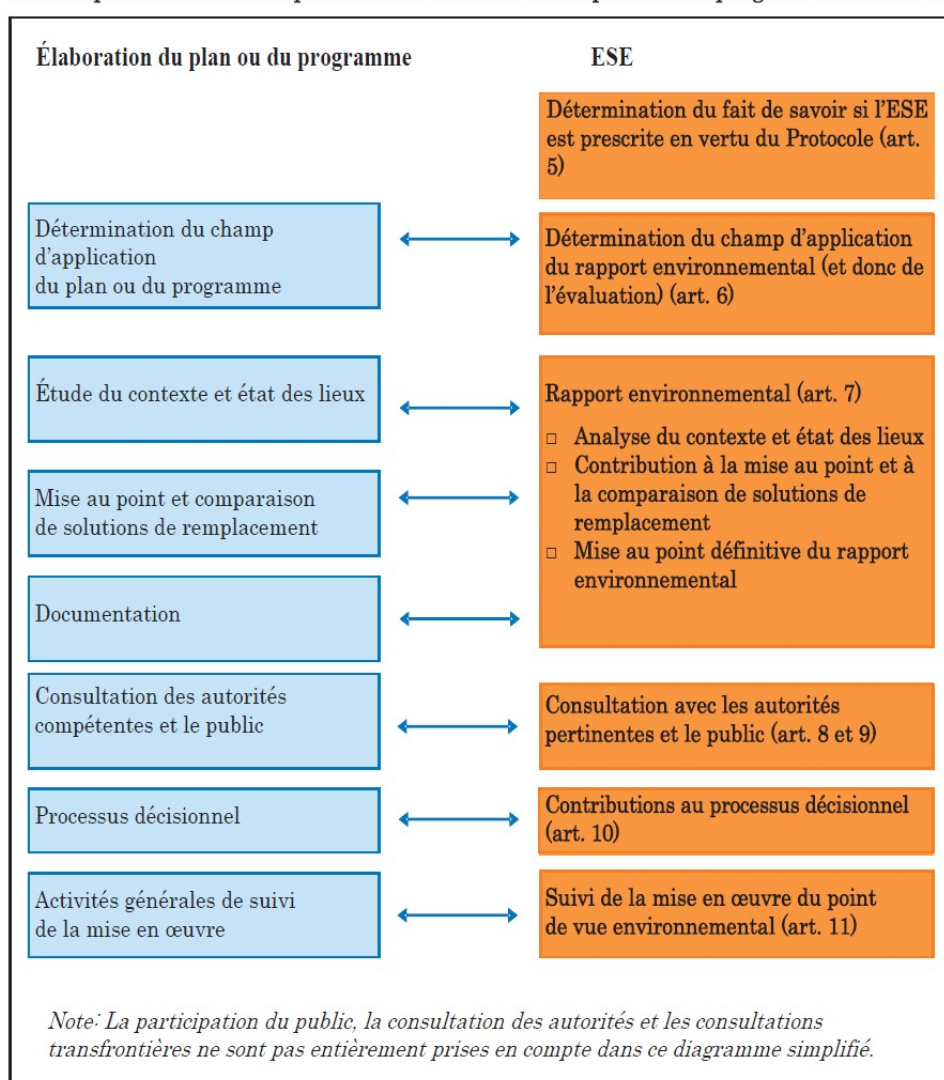 Élaboration du plan ou du programme
ESE
Détermination du fait de savoir si l'ESE
est prescrite en vertu du Protocole (art.
5)
Détermination du champ
d'application
du plan ou du programme
Détermination du champ d'application
du rapport environnemental (et donc de
l'évaluation) (art. 6)
Étude du contexte et état des lieux
Mise au point et comparaison
de solutions de remplacement
Documentation
Rapport environnemental (art. 7)
□ Analyse du contexte et état des lieux
□ Contribution à la mise au point et à
la comparaison de solutions de
remplacement
□ Mise au point définitive du rapport
environnemental
Consultation des autorités
compétentes et le public
Consultation avec les autorités
pertinentes et le public (art. 8 et 9)
Processus décisionnel
Contributions au processus décisionnel
(art. 10)
Activités générales de suivi
de la mise en œuvre
Suivi de la mise en œuvre du point
de vue environnemental (art. 11)
Note: La participation du public, la consultation des autorités et les consultations
transfrontières ne sont pas entièrement prises en compte dans ce diagramme simplifié.